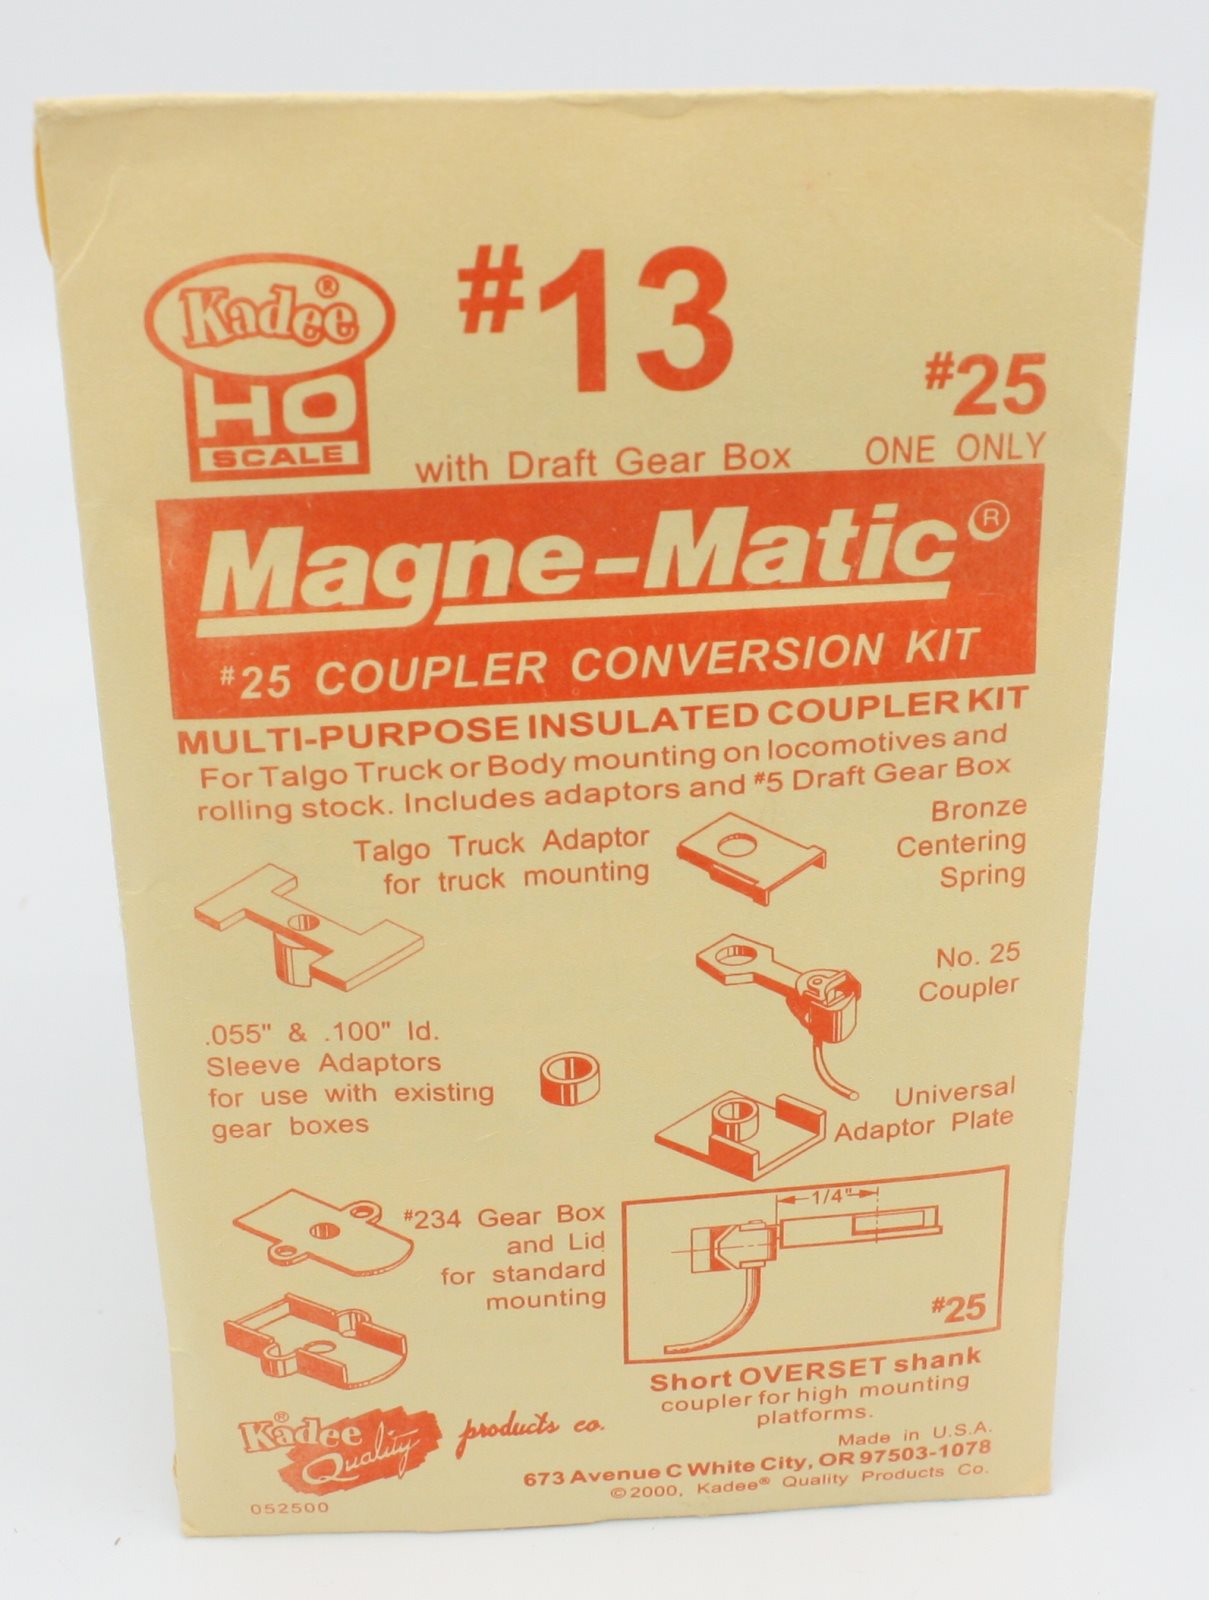 Kadee®
HO
SCALE
#13
with Draft Gear Box
#25
ONE ONLY
Magne-Matic®
#25 COUPLER CONVERSION KIT
MULTI-PURPOSE INSULATED COUPLER KIT
For Talgo Truck or Body mounting on locomotives and
rolling stock. Includes adaptors and #5 Draft Gear Box
Talgo Truck Adaptor
for truck mounting
Bronze
Centering
Spring
No. 25
Coupler
.055" & .100" Id.
Sleeve Adaptors
for use with existing
gear boxes
Universal
Adaptor Plate
#234 Gear Box
and Lid
for standard
mounting
1/4"
#25
Short OVERSET shank
coupler for high mounting
platforms.
Kadee®
Quality
products co.
Made in U.S.A.
673 Avenue C White City, OR 97503-1078
©2000, Kadee® Quality Products Co.
052500